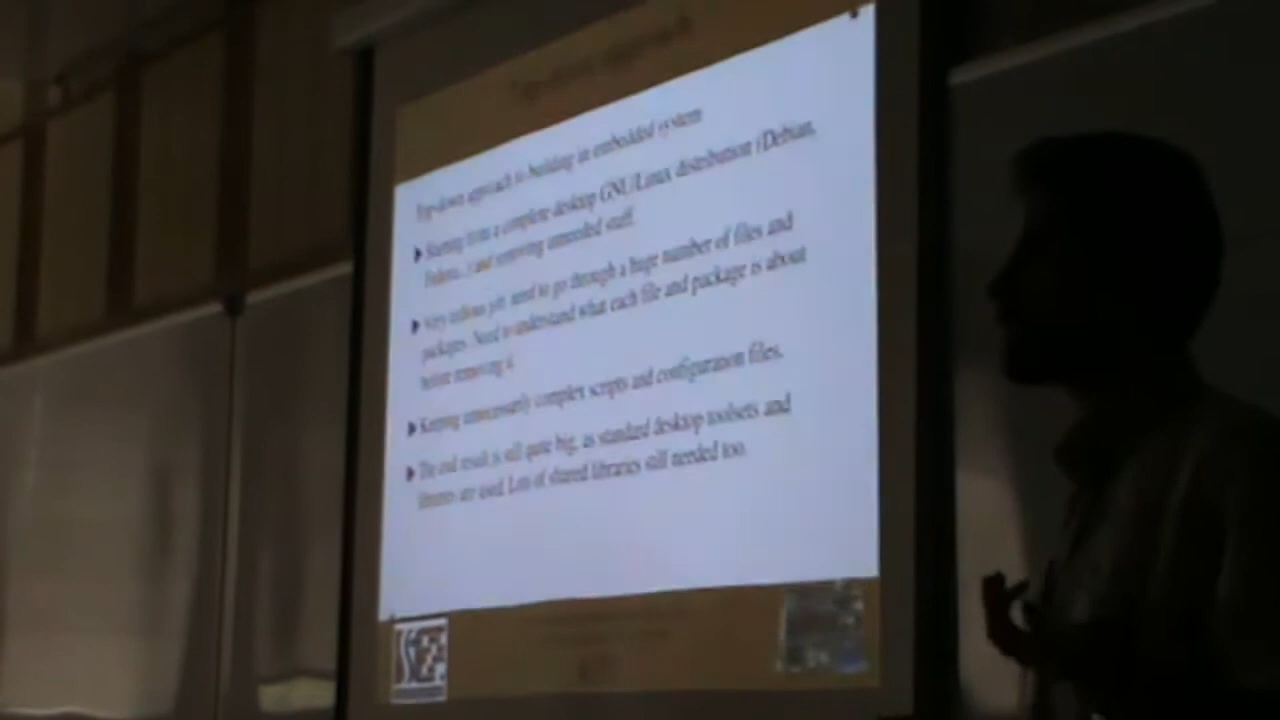 Top-down approach to building an embedded system
Starting from a complete desktop GNU/Linux distribution (Debian,
Fedora...) and removing unneeded stuff.
Very tedious job: need to go through a huge number of files and
packages. Need to understand what each file and package is about
before removing it.
Keeping unnecessarily complex scripts and configuration files.
The end result is still quite big, as standard desktop toolsets and
libraries are used. Lots of shared libraries still needed too.